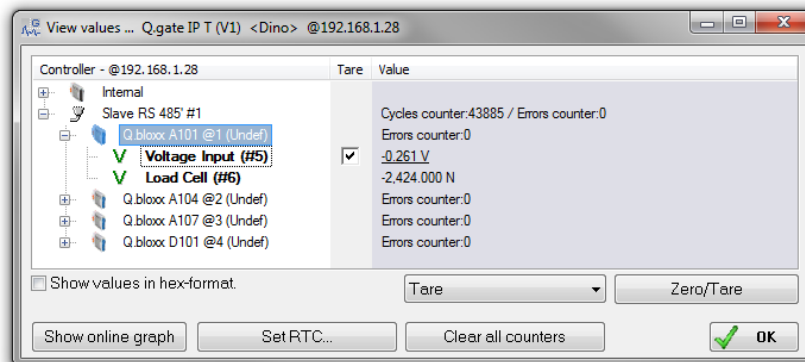 View values ... Q.gate IP T (V1) <Dino> @192.168.1.28
Controller - @192.168.1.28 Tare Value
Internal
Slave RS 485' #1 Cycles counter:43885 / Errors counter:0
Q.bloxx A101 @1 (Undef) Errors counter:0
V Voltage Input (#5) -0.261 V
V Load Cell (#6) -2,424.000 N
Q.bloxx A104 @2 (Undef) Errors counter:0
Q.bloxx A107 @3 (Undef) Errors counter:0
Q.bloxx D101 @4 (Undef) Errors counter:0
Show values in hex-format. Tare Zero/Tare
Show online graph Set RTC... Clear all counters OK